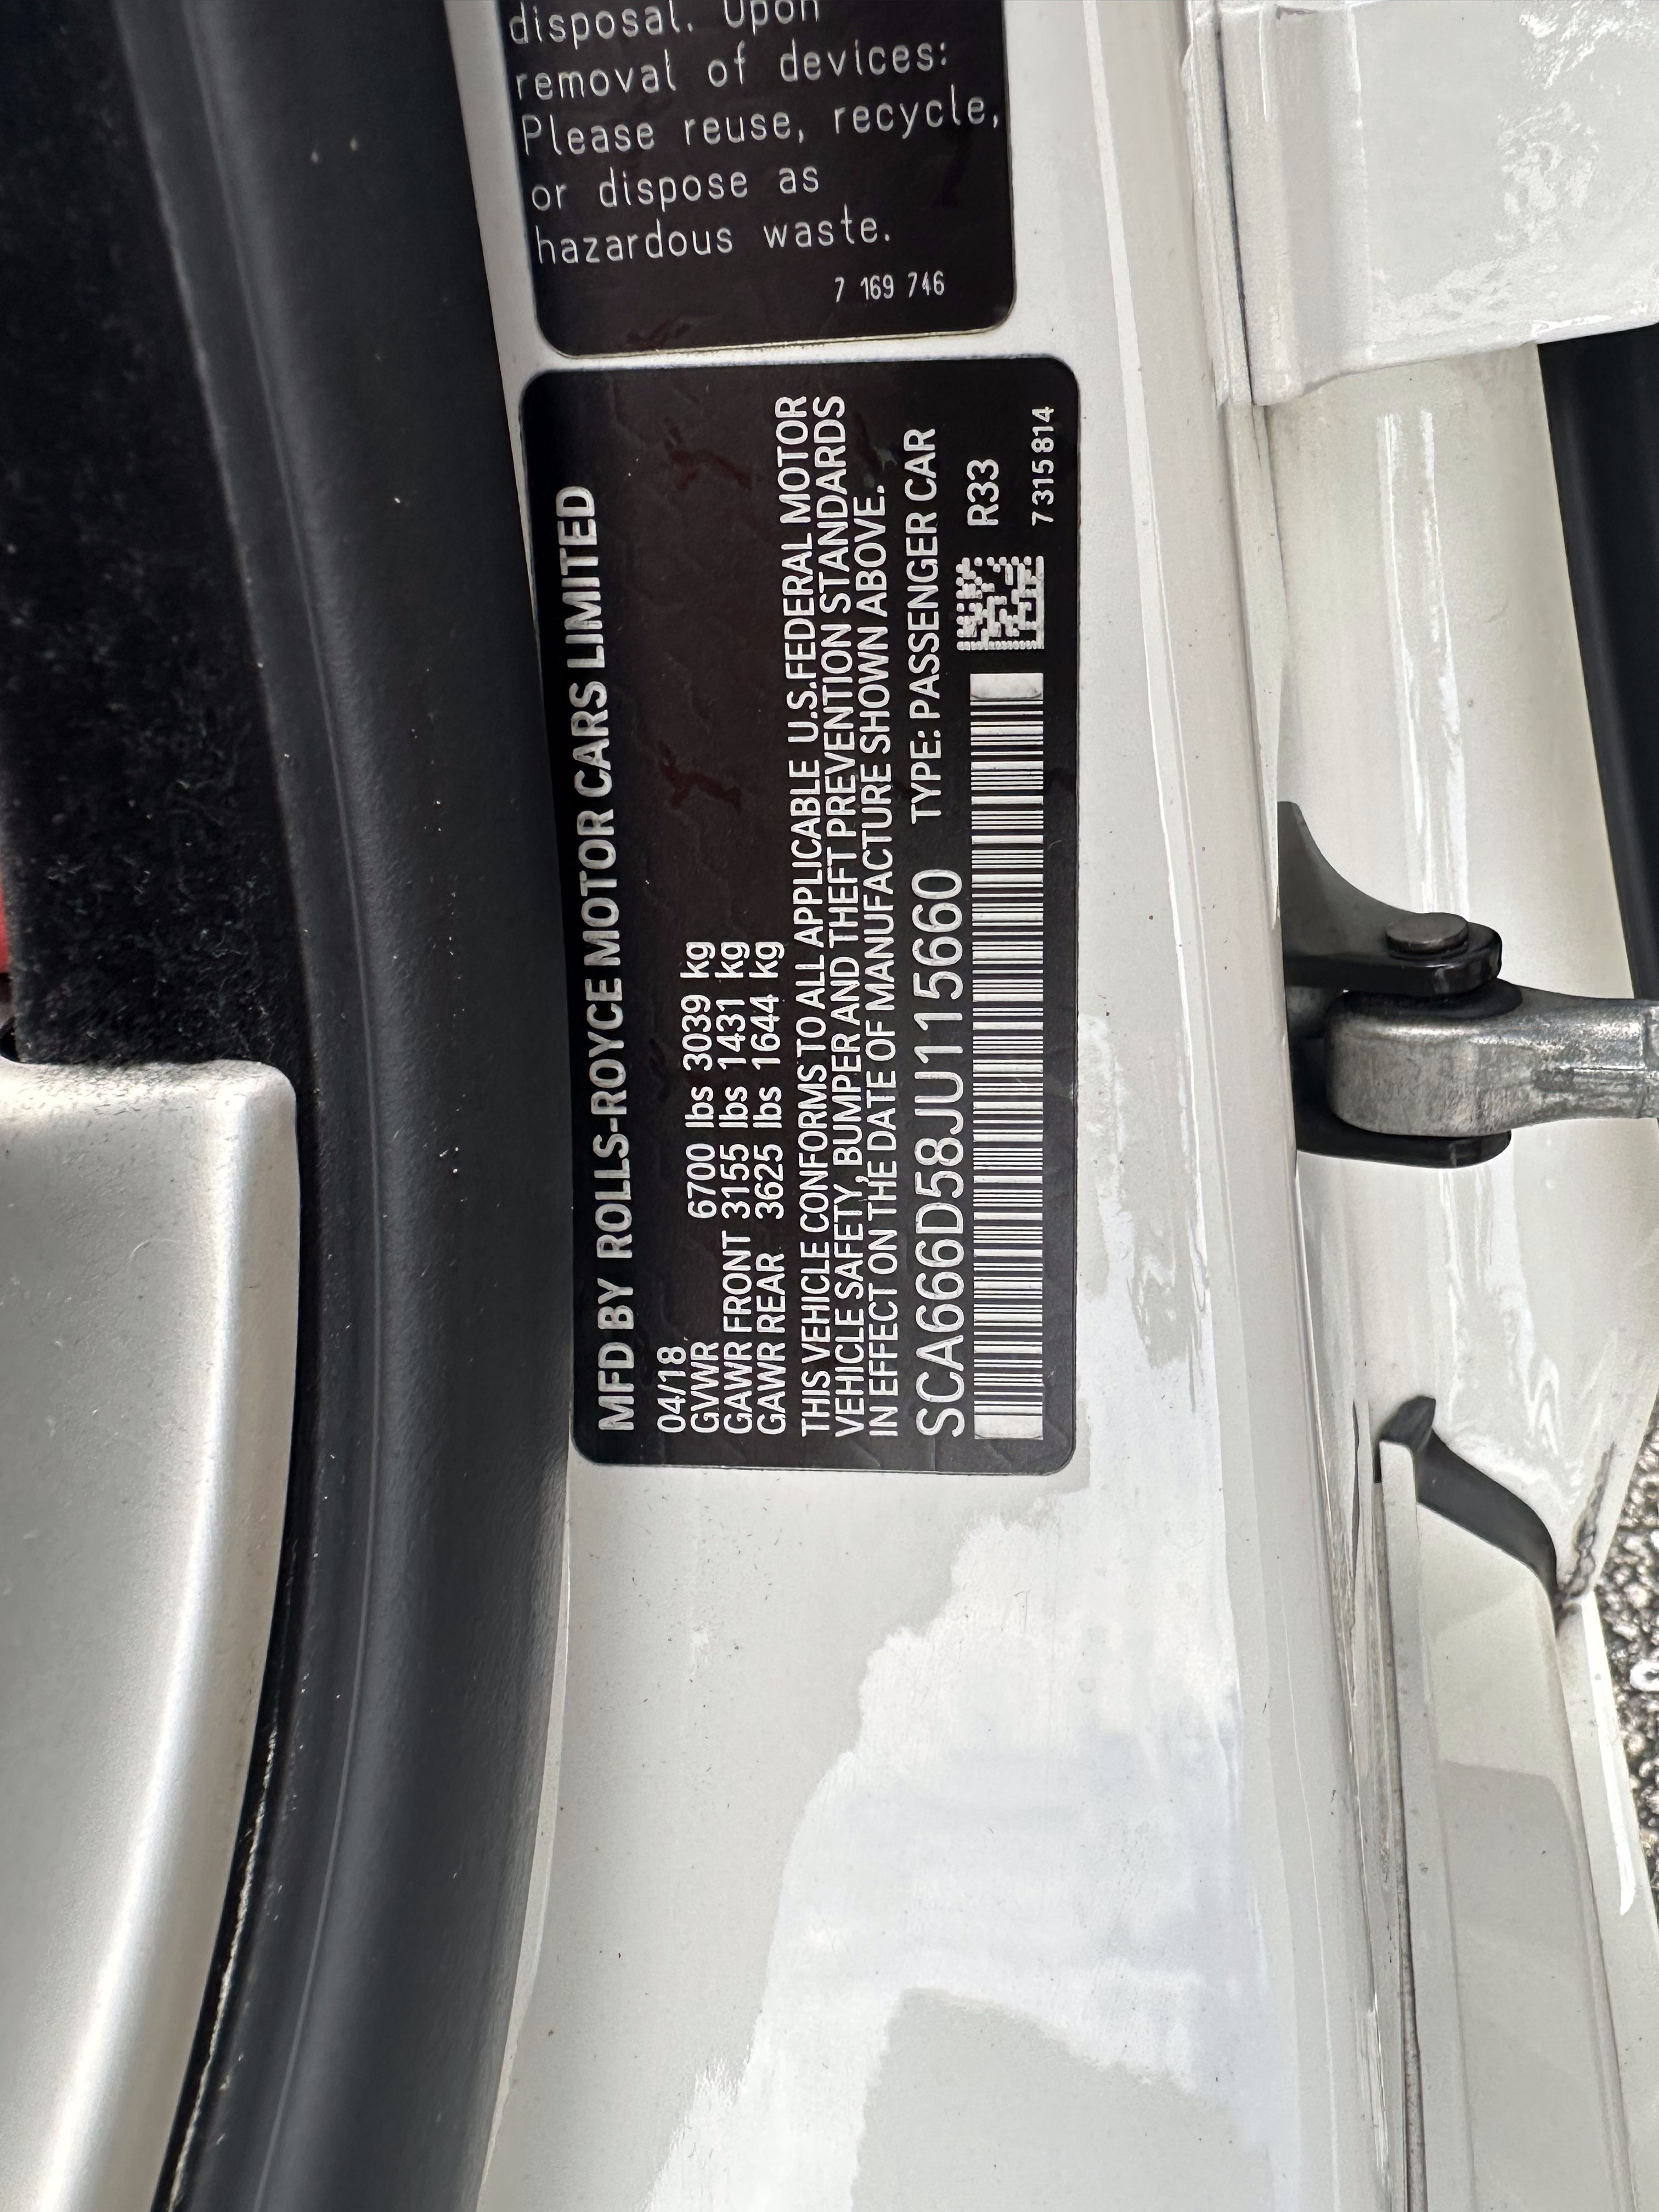 disposal. Upon
removal of devices:
Please reuse, recycle,
or dispose as
hazardous waste.
7 169 746
MFD BY ROLLS-ROYCE MOTOR CARS LIMITED
04/18
GVWR 6700 lbs 3039 kg
GAWR FRONT 3155 lbs 1431 kg
GAWR REAR 3625 lbs 1644 kg
THIS VEHICLE CONFORMS TO ALL APPLICABLE U.S.FEDERAL MOTOR
VEHICLE SAFETY, BUMPER AND THEFT PREVENTION STANDARDS
IN EFFECT ON THE DATE OF MANUFACTURE SHOWN ABOVE.
SCA666D58JU115660 TYPE: PASSENGER CAR
R33
7315814